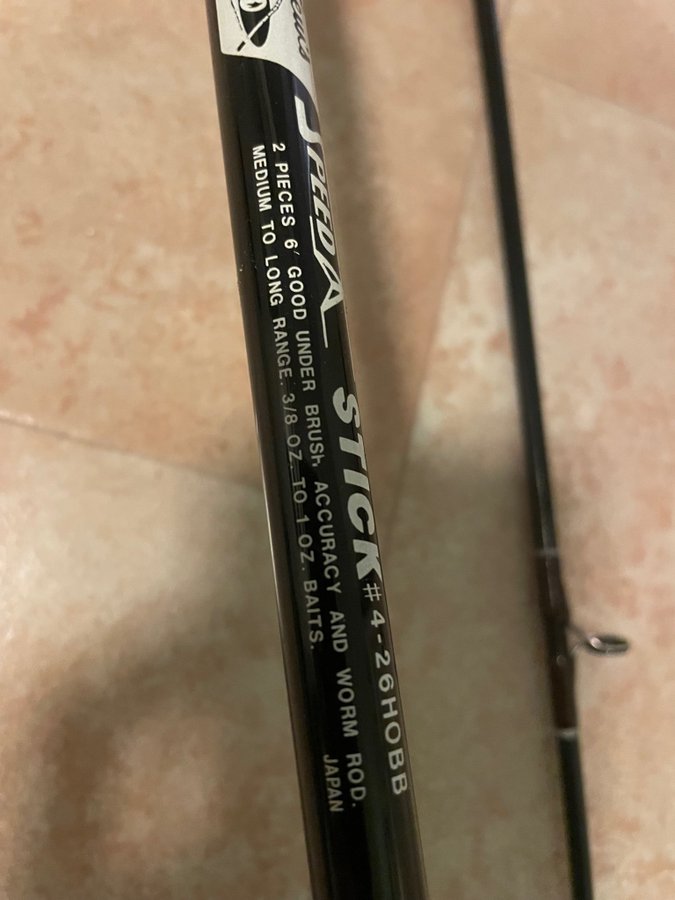 SPEEDA STICK #4-26HOBB
2 PIECES 6' GOOD UNDER BRUSH, ACCURACY AND WORM ROD.
MEDIUM TO LONG RANGE. 3/8 OZ. TO 1 OZ. BAITS.
JAPAN